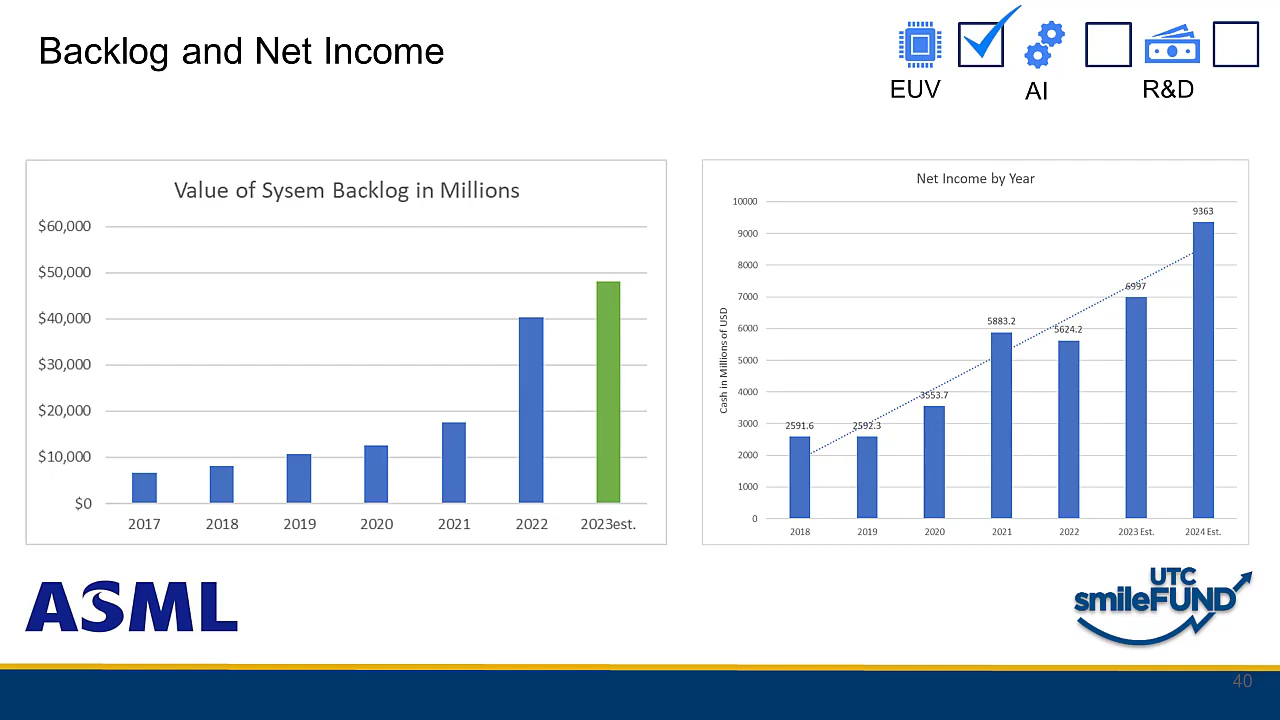 Backlog and Net Income
EUV
AI
R&D
Value of Sysem Backlog in Millions
$60,000
$50,000
$40,000
$30,000
$20,000
$10,000
$0
2017 2018 2019 2020 2021 2022 2023est.
Net Income by Year
Cash in Millions of USD
10000
9000
8000
7000
6000
5000
4000
3000
2000
1000
0
2591.6
2592.3
3553.7
5883.2
5624.2
6997
9363
2018 2019 2020 2021 2022 2023 Est. 2024 Est.
ASML
UTC
smileFUND
40